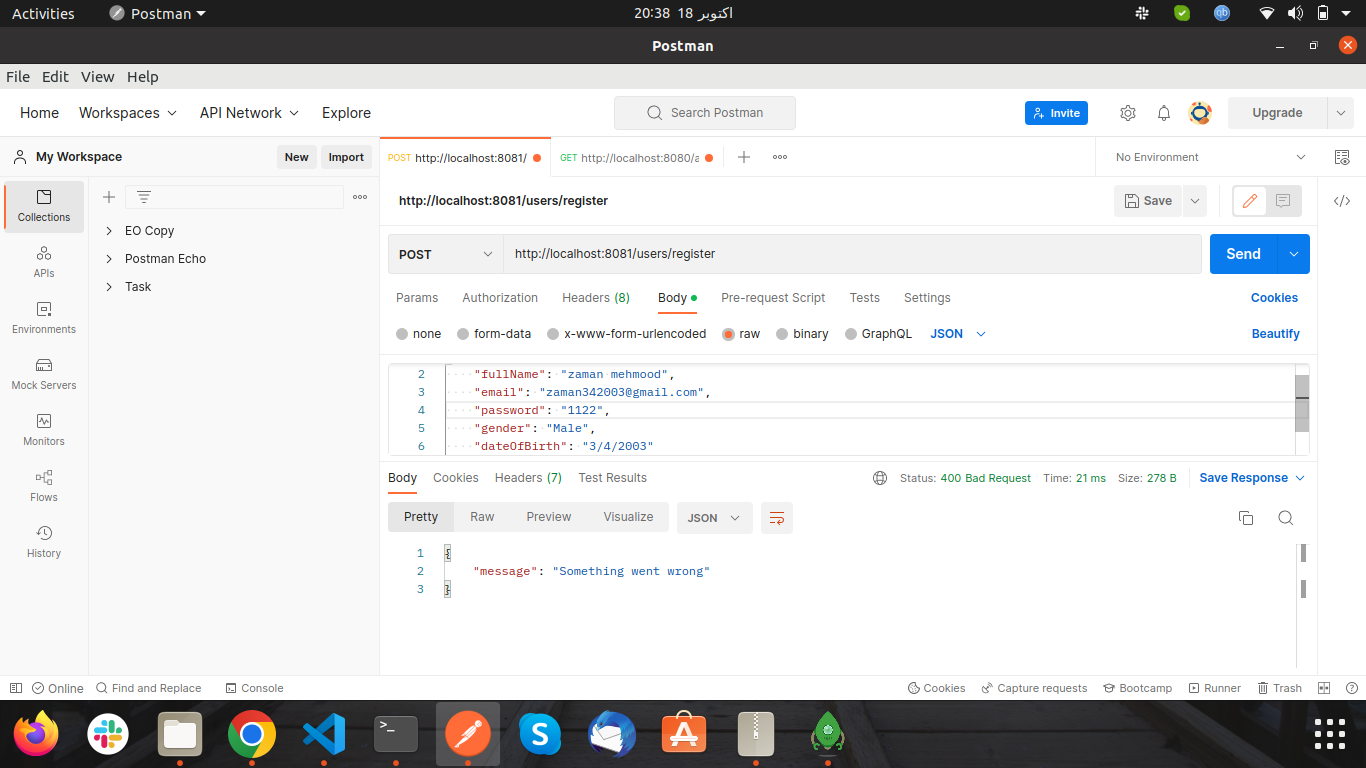 Activities
Postman
20:38 اکتوبر 18
qb
Postman
File Edit View Help
Home Workspaces API Network Explore
Search Postman
Invite
Upgrade
My Workspace
New Import
POST http://localhost:8081/
GET http://localhost:8080/a
No Environment
Collections
APIs
Environments
Mock Servers
Monitors
Flows
History
EO Copy
Postman Echo
Task
http://localhost:8081/users/register
Save
POST http://localhost:8081/users/register
Send
Params Authorization Headers (8) Body Pre-request Script Tests Settings Cookies
none form-data x-www-form-urlencoded raw binary GraphQL JSON Beautify
2 "fullName": "zaman mehmood",
3 "email": "zaman342003@gmail.com",
4 "password": "1122",
5 "gender": "Male",
6 "dateOfBirth": "3/4/2003"
Body Cookies Headers (7) Test Results Status: 400 Bad Request Time: 21 ms Size: 278 B Save Response
Pretty Raw Preview Visualize JSON
1 {
2 "message": "Something went wrong"
3 }
Online Find and Replace Console Cookies Capture requests Bootcamp Runner Trash
>_
S
A